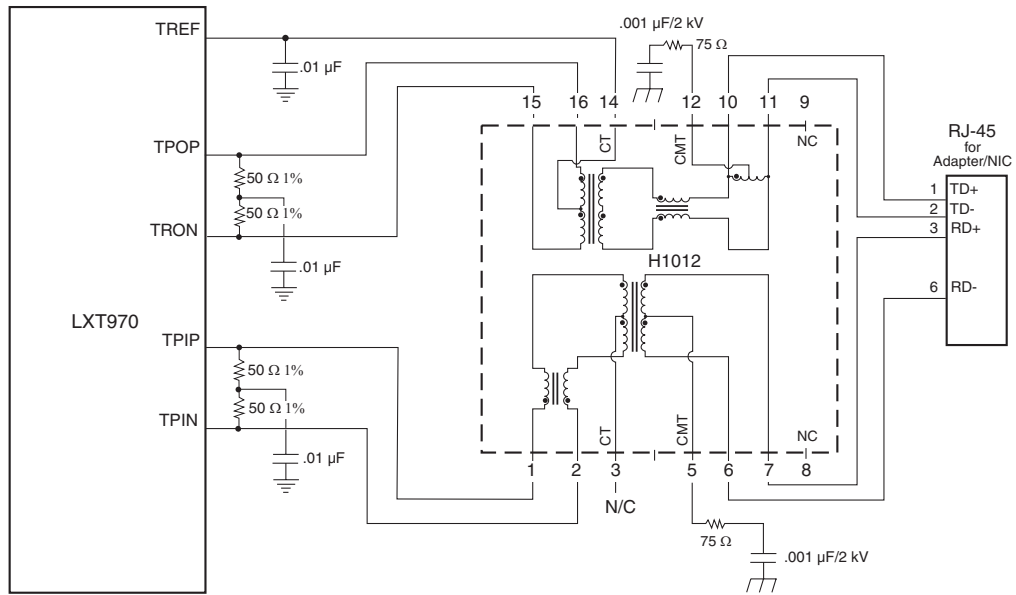 TREF
.01 µF
.001 µF/2 kV
75 Ω
15
16
14
12
10
11
9
CT
CMT
NC
TPOP
50 Ω 1%
50 Ω 1%
TRON
.01 µF
RJ-45
for
Adapter/NIC
1 TD+
2 TD-
3 RD+
6 RD-
H1012
LXT970
TPIP
50 Ω 1%
50 Ω 1%
TPIN
.01 µF
CT
CMT
NC
1
2
3
5
6
7
8
N/C
75 Ω
.001 µF/2 kV